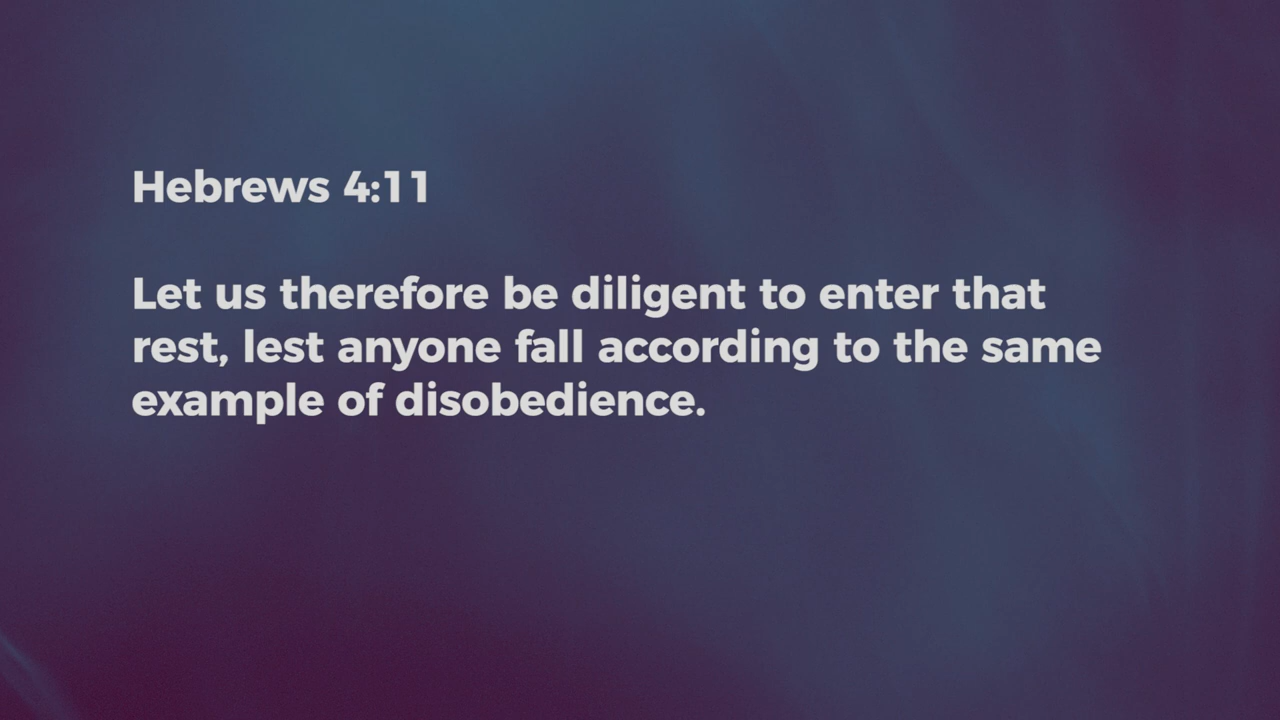 Hebrews 4:11
Let us therefore be diligent to enter that
rest, lest anyone fall according to the same
example of disobedience.